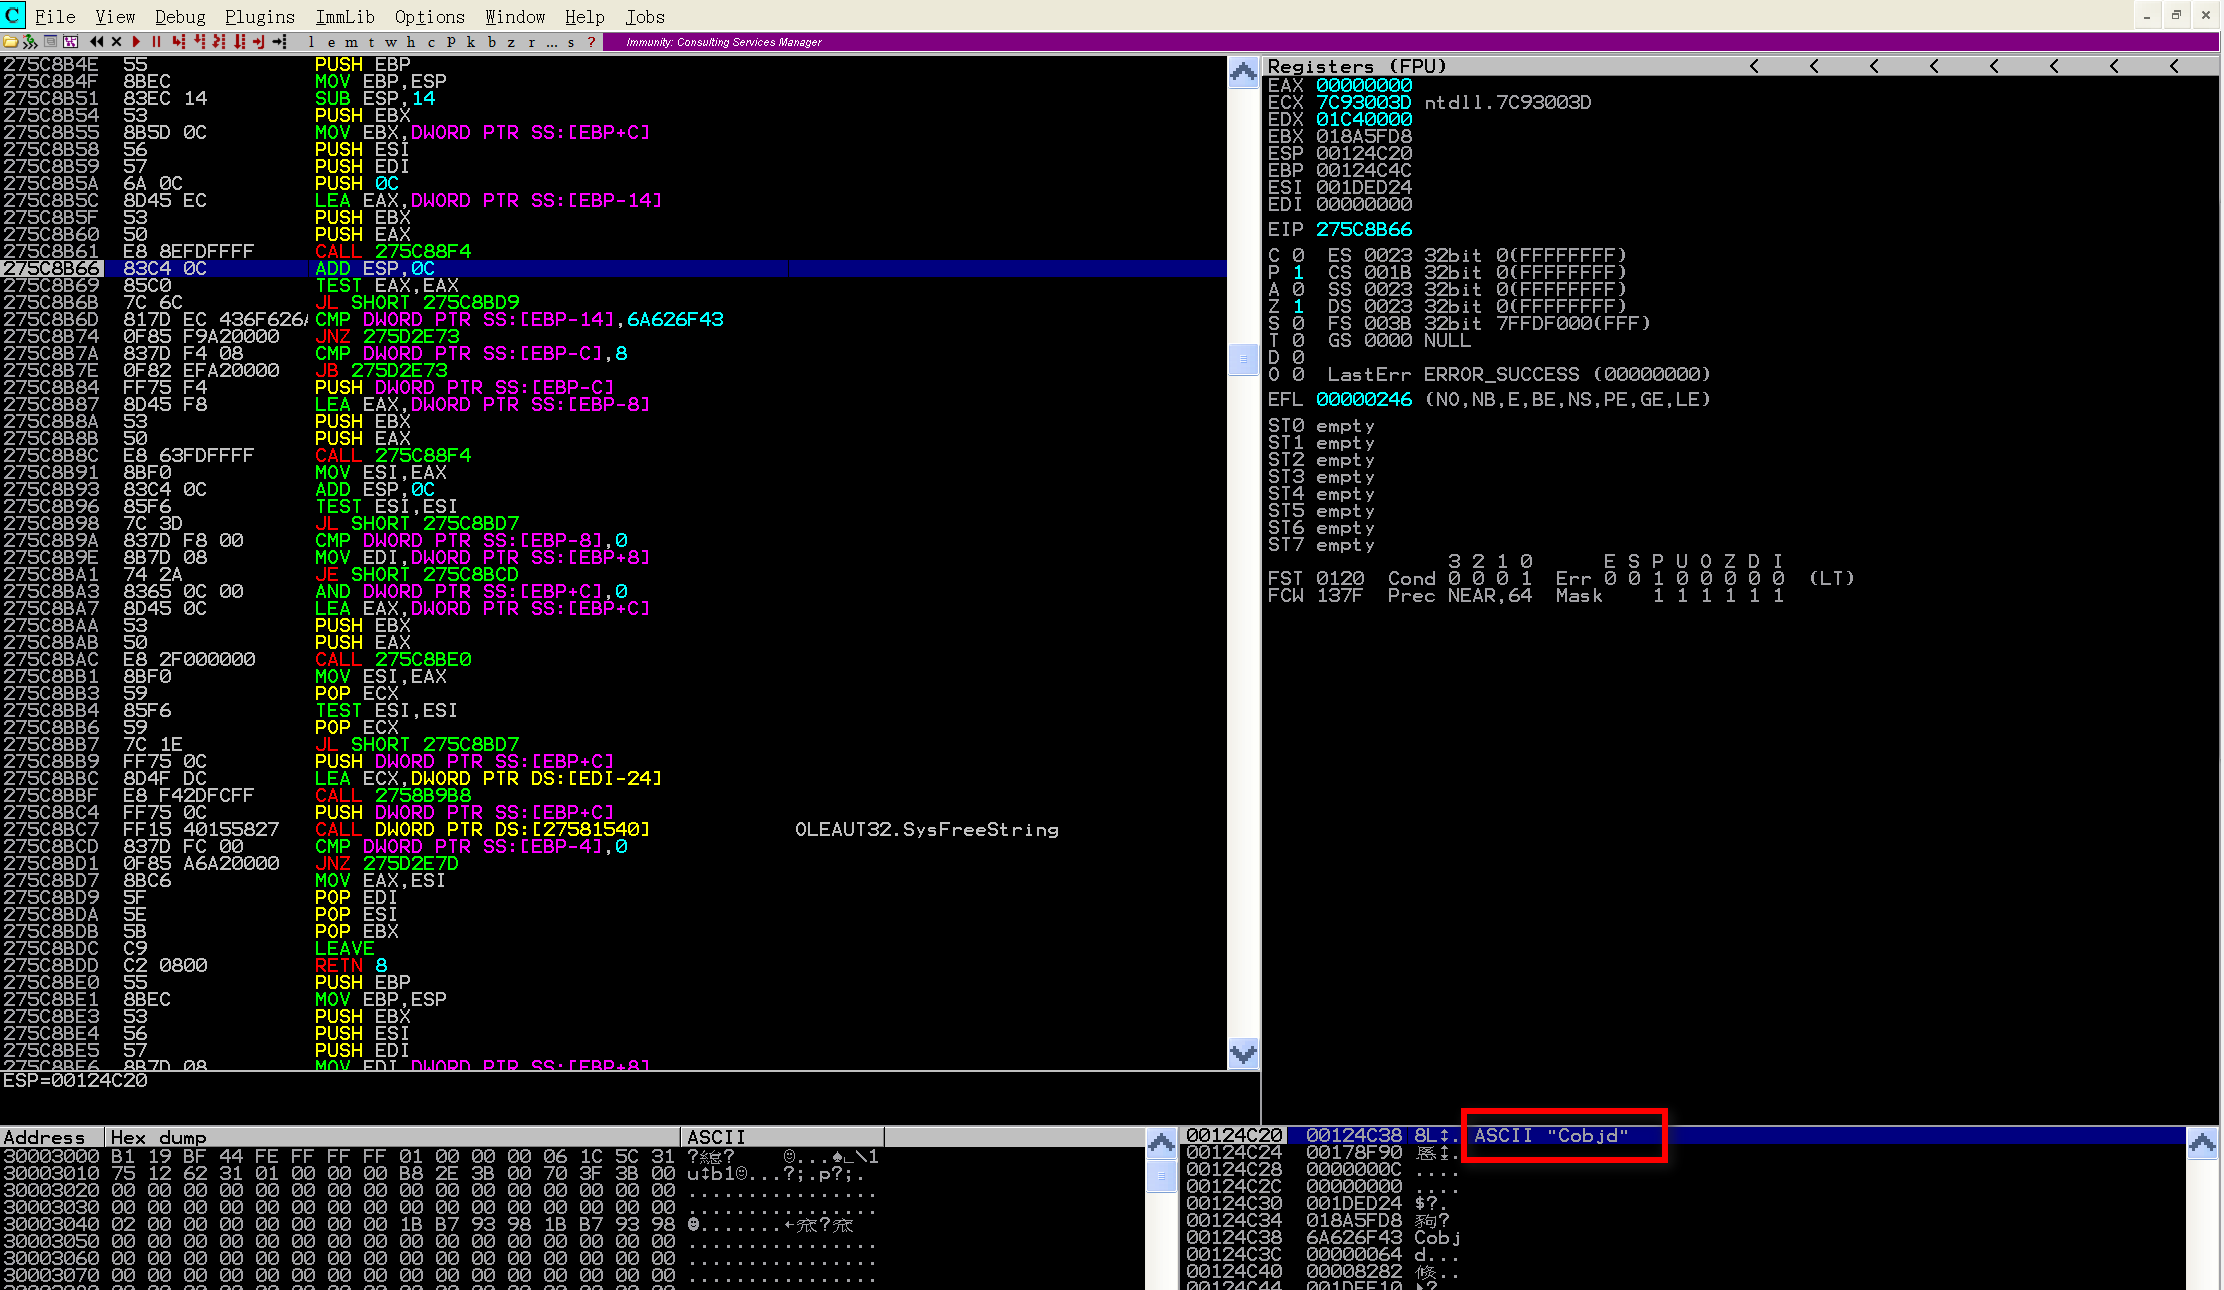 C File View Debug Plugins ImmLib Options Window Help Jobs
l e m t w h c P k b z r ... s ? Immunity: Consulting Services Manager
275C8B4E 55 PUSH EBP
275C8B4F 8BEC MOV EBP,ESP
275C8B51 83EC 14 SUB ESP,14
275C8B54 53 PUSH EBX
275C8B55 8B5D 0C MOV EBX,DWORD PTR SS:[EBP+C]
275C8B58 56 PUSH ESI
275C8B59 57 PUSH EDI
275C8B5A 6A 0C PUSH 0C
275C8B5C 8D45 EC LEA EAX,DWORD PTR SS:[EBP-14]
275C8B5F 53 PUSH EBX
275C8B60 50 PUSH EAX
275C8B61 E8 8EFDFFFF CALL 275C88F4
275C8B66 83C4 0C ADD ESP,0C
275C8B69 85C0 TEST EAX,EAX
275C8B6B 7C 6C JL SHORT 275C8BD9
275C8B6D 817D EC 436F626A CMP DWORD PTR SS:[EBP-14],6A626F43
275C8B74 0F85 F9A20000 JNZ 275D2E73
275C8B7A 837D F4 08 CMP DWORD PTR SS:[EBP-C],8
275C8B7E 0F82 EFA20000 JB 275D2E73
275C8B84 FF75 F4 PUSH DWORD PTR SS:[EBP-C]
275C8B87 8D45 F8 LEA EAX,DWORD PTR SS:[EBP-8]
275C8B8A 53 PUSH EBX
275C8B8B 50 PUSH EAX
275C8B8C E8 63FDFFFF CALL 275C88F4
275C8B91 8BF0 MOV ESI,EAX
275C8B93 83C4 0C ADD ESP,0C
275C8B96 85F6 TEST ESI,ESI
275C8B98 7C 3D JL SHORT 275C8BD7
275C8B9A 837D F8 00 CMP DWORD PTR SS:[EBP-8],0
275C8B9E 8B7D 08 MOV EDI,DWORD PTR SS:[EBP+8]
275C8BA1 74 2A JE SHORT 275C8BCD
275C8BA3 8365 0C 00 AND DWORD PTR SS:[EBP+C],0
275C8BA7 8D45 0C LEA EAX,DWORD PTR SS:[EBP+C]
275C8BAA 53 PUSH EBX
275C8BAB 50 PUSH EAX
275C8BAC E8 2F000000 CALL 275C8BE0
275C8BB1 8BF0 MOV ESI,EAX
275C8BB3 59 POP ECX
275C8BB4 85F6 TEST ESI,ESI
275C8BB6 59 POP ECX
275C8BB7 7C 1E JL SHORT 275C8BD7
275C8BB9 FF75 0C PUSH DWORD PTR SS:[EBP+C]
275C8BBC 8D4F DC LEA ECX,DWORD PTR DS:[EDI-24]
275C8BBF E8 F42DFCFF CALL 2758B9B8
275C8BC4 FF75 0C PUSH DWORD PTR SS:[EBP+C]
275C8BC7 FF15 40155827 CALL DWORD PTR DS:[27581540] OLEAUT32.SysFreeString
275C8BCD 837D FC 00 CMP DWORD PTR SS:[EBP-4],0
275C8BD1 0F85 A6A20000 JNZ 275D2E7D
275C8BD7 8BC6 MOV EAX,ESI
275C8BD9 5F POP EDI
275C8BDA 5E POP ESI
275C8BDB 5B POP EBX
275C8BDC C9 LEAVE
275C8BDD C2 0800 RETN 8
275C8BE0 55 PUSH EBP
275C8BE1 8BEC MOV EBP,ESP
275C8BE3 53 PUSH EBX
275C8BE4 56 PUSH ESI
275C8BE5 57 PUSH EDI
275C8BE6 8B7D 08 MOV EDI,DWORD PTR SS:[EBP+8]
ESP=00124C20
Registers (FPU) < < < < < < < <
EAX 00000000
ECX 7C93003D ntdll.7C93003D
EDX 01C40000
EBX 018A5FD8
ESP 00124C20
EBP 00124C4C
ESI 001DED24
EDI 00000000
EIP 275C8B66
C 0 ES 0023 32bit 0(FFFFFFFF)
P 1 CS 001B 32bit 0(FFFFFFFF)
A 0 SS 0023 32bit 0(FFFFFFFF)
Z 1 DS 0023 32bit 0(FFFFFFFF)
S 0 FS 003B 32bit 7FFDF000(FFF)
T 0 GS 0000 NULL
D 0
O 0 LastErr ERROR_SUCCESS (00000000)
EFL 00000246 (NO,NB,E,BE,NS,PE,GE,LE)
ST0 empty
ST1 empty
ST2 empty
ST3 empty
ST4 empty
ST5 empty
ST6 empty
ST7 empty
3 2 1 0 E S P U O Z D I
FST 0120 Cond 0 0 0 1 Err 0 0 1 0 0 0 0 0 (LT)
FCW 137F Prec NEAR,64 Mask 1 1 1 1 1 1
Address Hex dump ASCII
30003000 B1 19 BF 44 FE FF FF FF 01 00 00 00 06 1C 5C 31
30003010 75 12 62 31 01 00 00 00 B8 2E 3B 00 70 3F 3B 00 u↕b1☺...?;.p?;.
30003020 00 00 00 00 00 00 00 00 00 00 00 00 00 00 00 00 ................
30003030 00 00 00 00 00 00 00 00 00 00 00 00 00 00 00 00 ................
30003040 02 00 00 00 00 00 00 00 1B B7 93 98 1B B7 93 98
30003050 00 00 00 00 00 00 00 00 00 00 00 00 00 00 00 00 ................
30003060 00 00 00 00 00 00 00 00 00 00 00 00 00 00 00 00 ................
30003070 00 00 00 00 00 00 00 00 00 00 00 00 00 00 00 00 ................
00124C20 00124C38 8L↕. ASCII "Cobjd"
00124C24 00178F90
00124C28 0000000C ....
00124C2C 00000000 ....
00124C30 001DED24 $?.
00124C34 018A5FD8
00124C38 6A626F43 Cobj
00124C3C 00000064 d...
00124C40 00008282